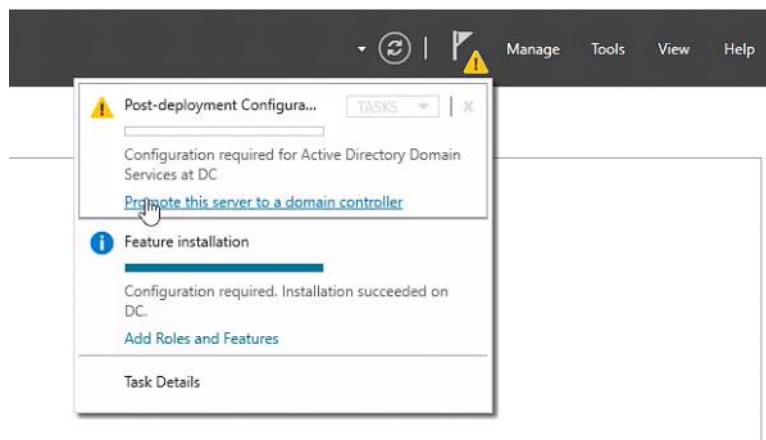 Manage Tools View Help
Post-deployment Configura... TASKS X
Configuration required for Active Directory Domain
Services at DC
Promote this server to a domain controller
Feature installation
Configuration required. Installation succeeded on
DC.
Add Roles and Features
Task Details